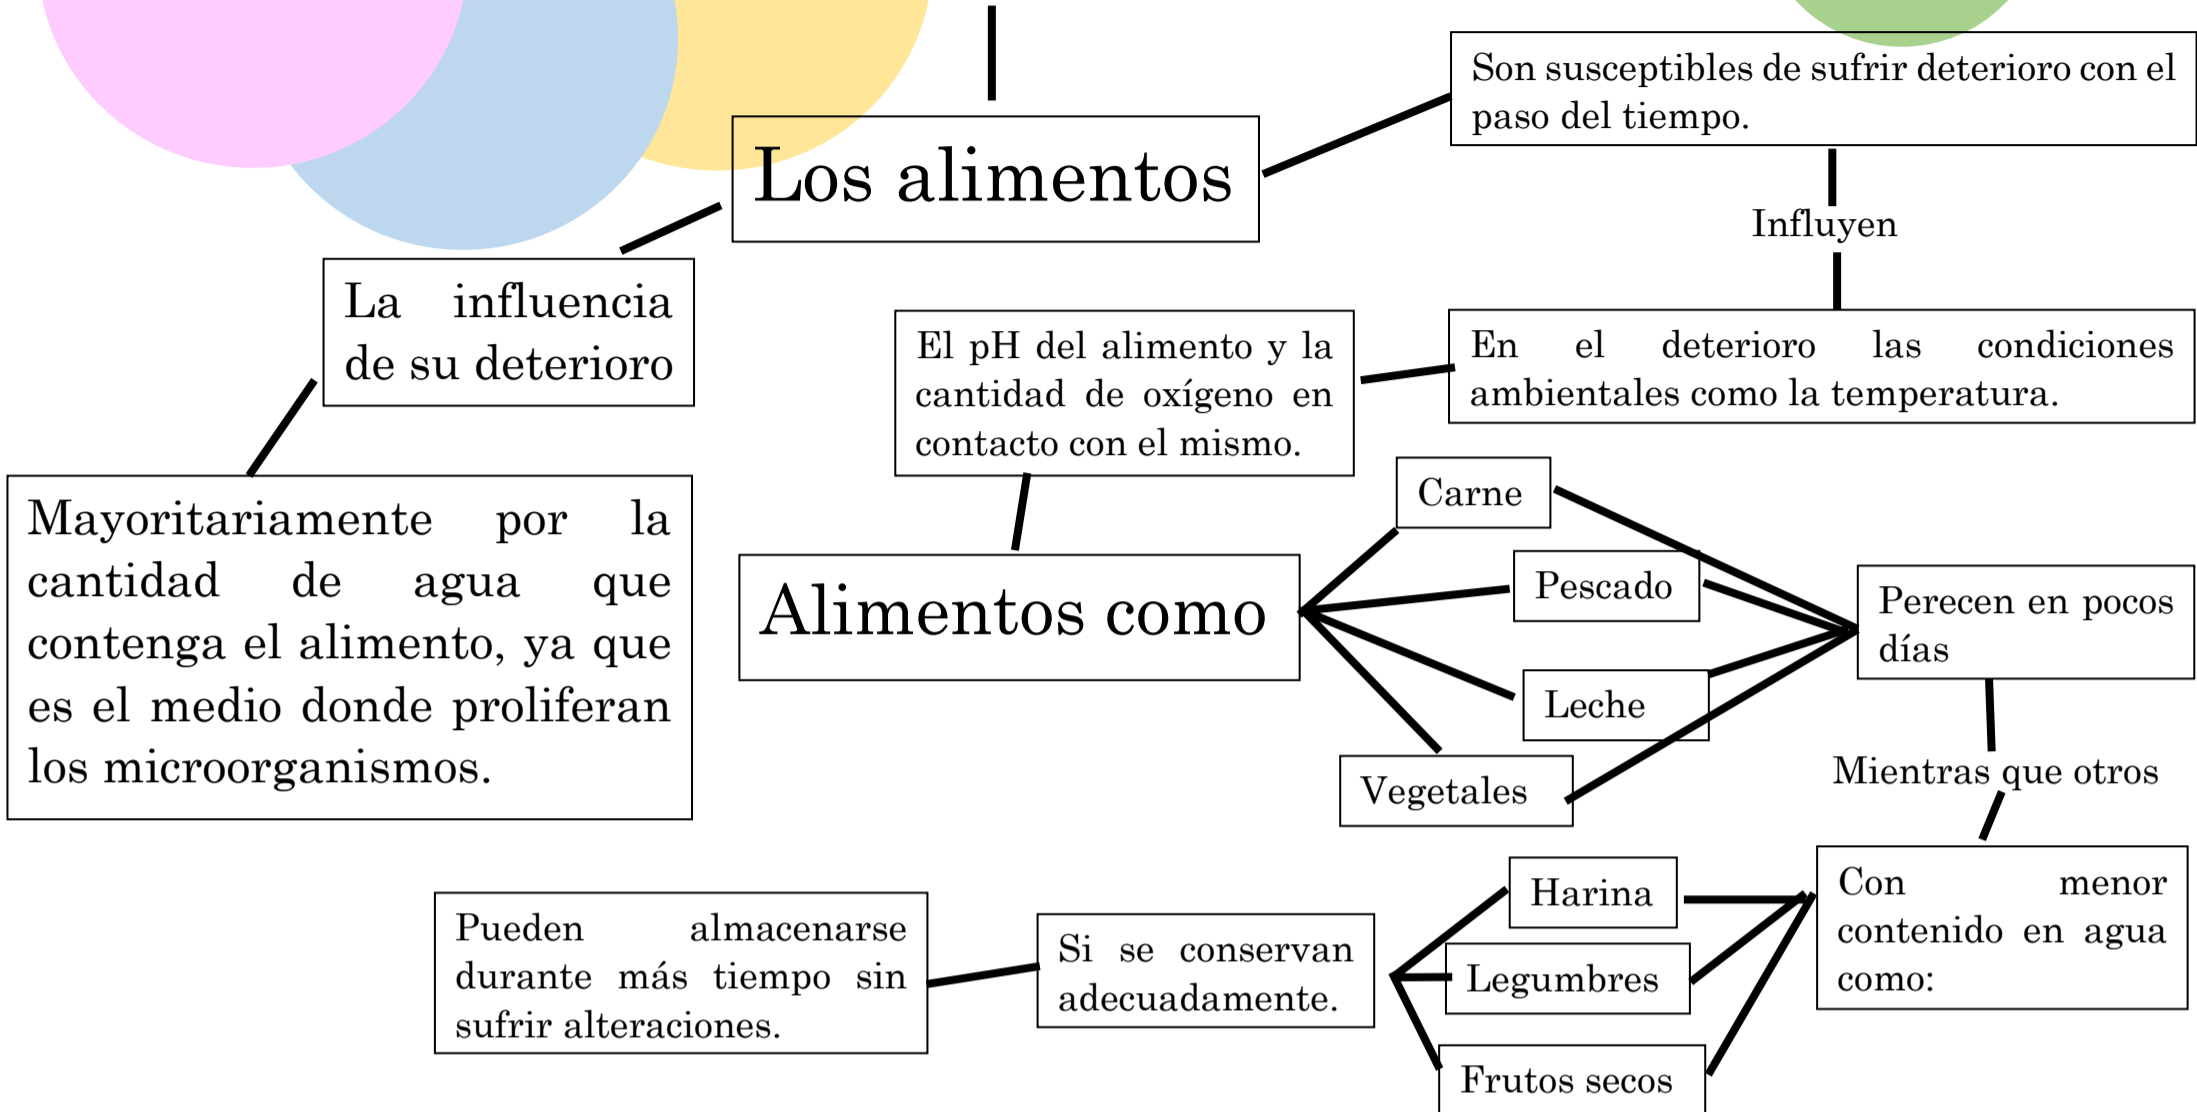 Son susceptibles de sufrir deterioro con el
paso del tiempo.
Los alimentos
Influyen
La influencia
de su deterioro
El pH del alimento y la
cantidad de oxígeno en
contacto con el mismo.
En el deterioro las condiciones
ambientales como la temperatura.
Mayoritariamente por la
cantidad de agua que
contenga el alimento, ya que
es el medio donde proliferan
los microorganismos.
Alimentos como
Carne
Pescado
Leche
Vegetales
Perecen en pocos
días
Mientras que otros
Con menor
contenido en agua
como:
Harina
Legumbres
Frutos secos
Si se conservan
adecuadamente.
Pueden almacenarse
durante más tiempo sin
sufrir alteraciones.